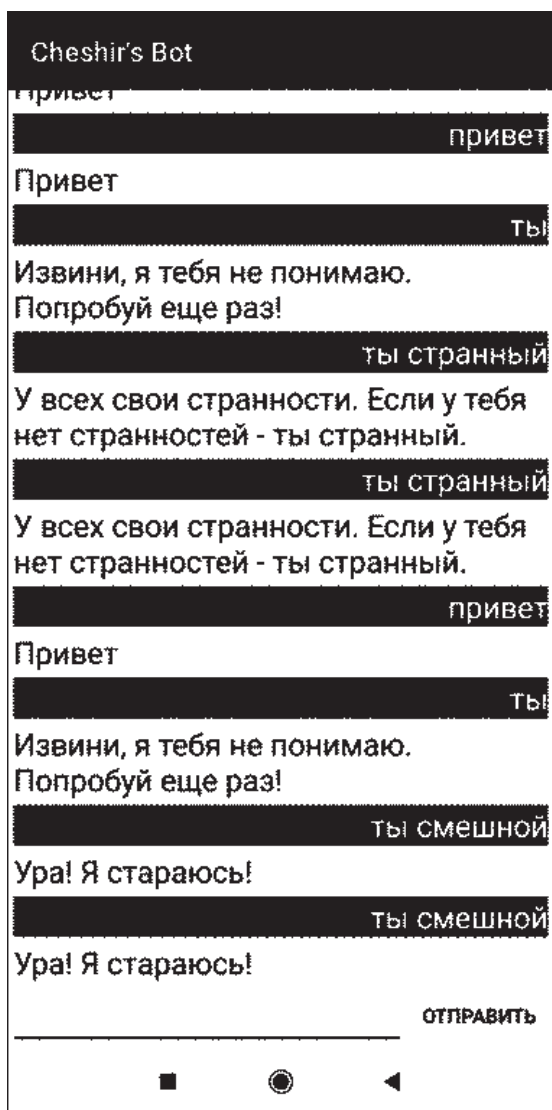 Cheshir's Bot
Привет
привет
Привет
ты
Извини, я тебя не понимаю.
Попробуй еще раз!
ты странный
У всех свои странности. Если у тебя
нет странностей - ты странный.
ты странный
У всех свои странности. Если у тебя
нет странностей - ты странный.
привет
Привет
ты
Извини, я тебя не понимаю.
Попробуй еще раз!
ты смешной
Ура! Я стараюсь!
ты смешной
Ура! Я стараюсь!
ОТПРАВИТЬ